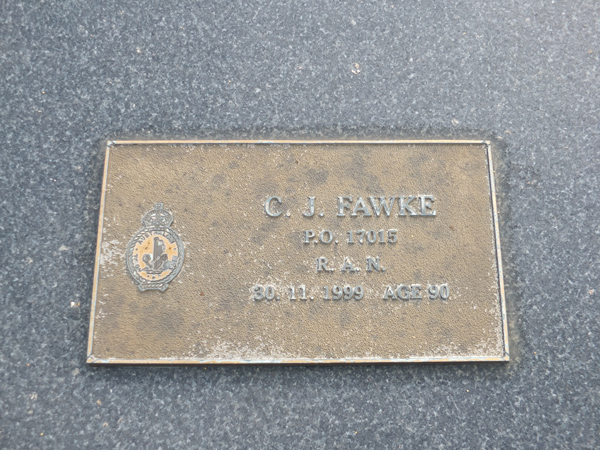 C. J. FAWKE
P.O. 17015
R. A. N.
30. 11. 1999 AGE 90